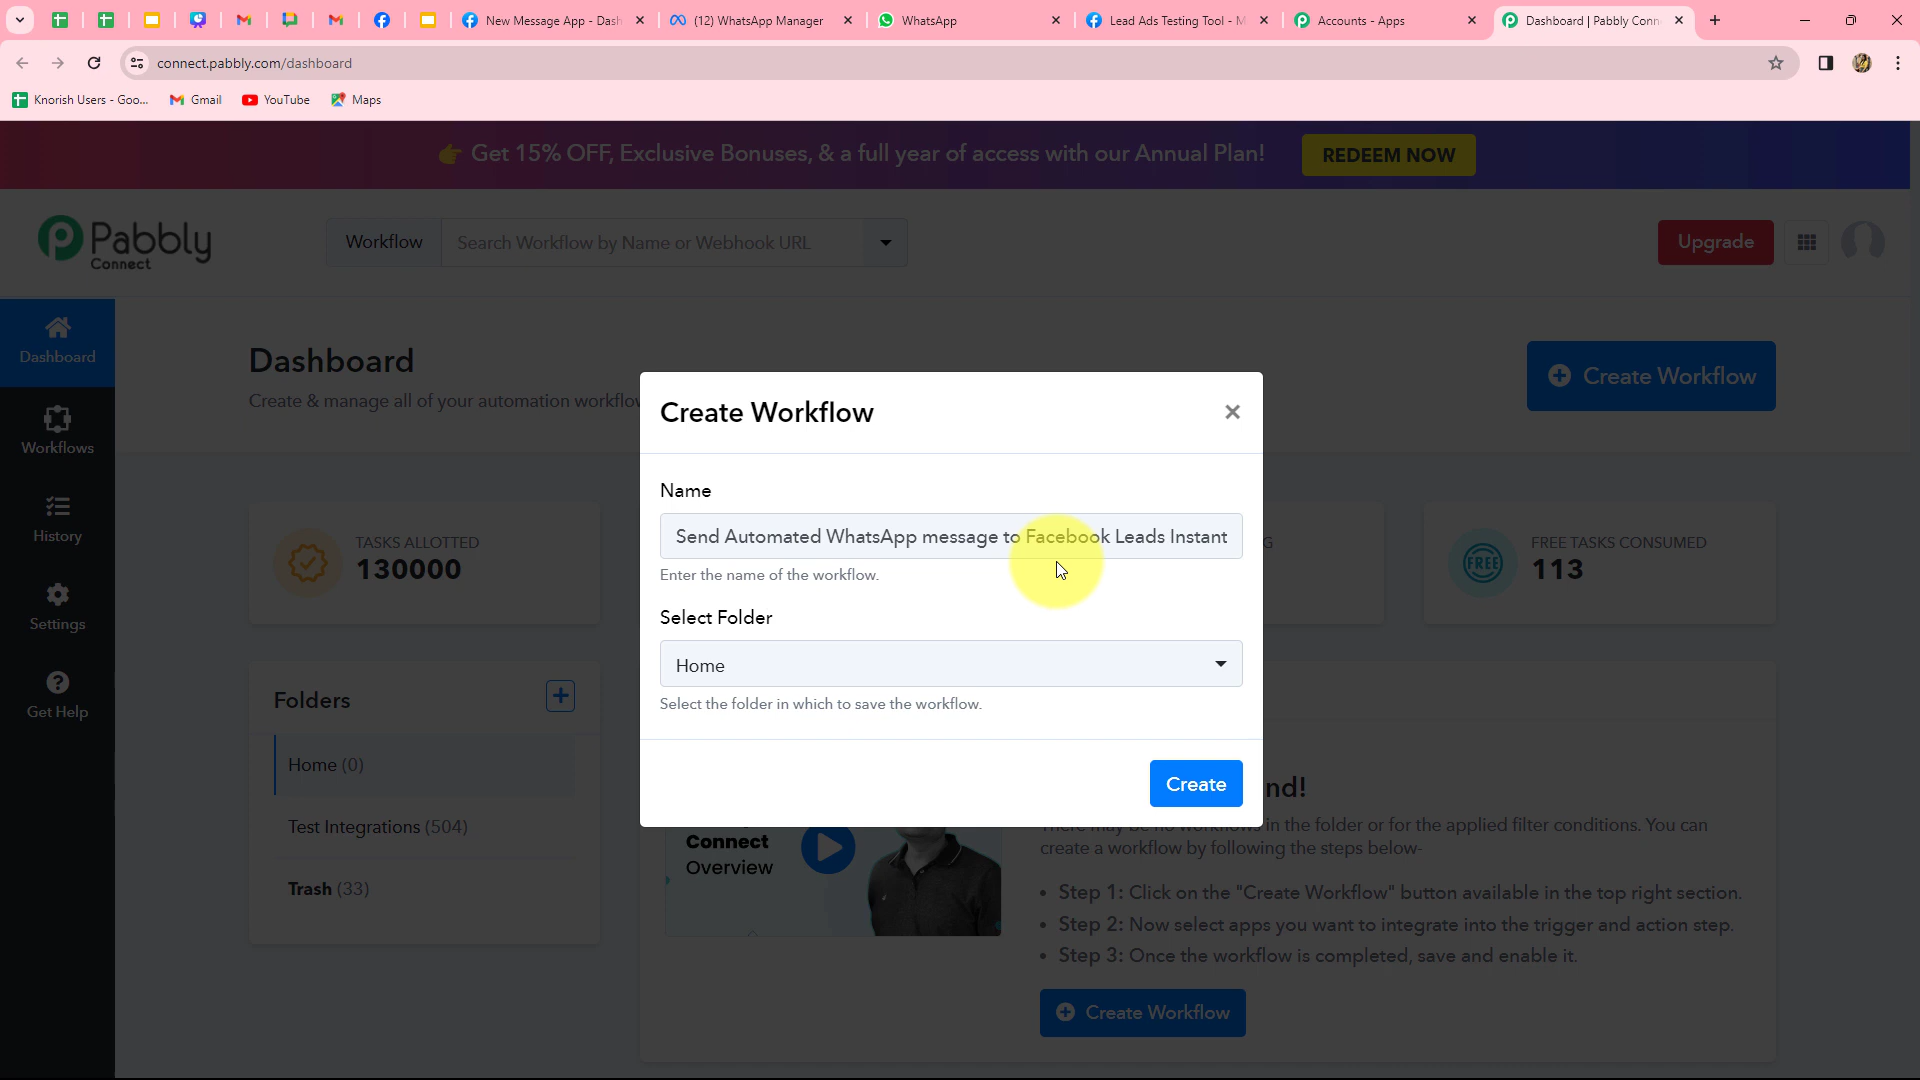 New Message App - Dash
(12) WhatsApp Manager
WhatsApp
Lead Ads Testing Tool - M
Accounts - Apps
Dashboard | Pabbly Conn
connect.pabbly.com/dashboard
Knorish Users - Goo...
Gmail
YouTube
Maps
Get 15% OFF, Exclusive Bonuses, & a full year of access with our Annual Plan!
REDEEM NOW
Pabbly
Connect
Workflow
Search Workflow by Name or Webhook URL
Upgrade
Dashboard
Workflows
History
Settings
Get Help
Dashboard
Create & manage all of your automation workflow
Create Workflow
TASKS ALLOTTED
130000
G
FREE
FREE TASKS CONSUMED
113
Create Workflow
Name
Send Automated WhatsApp message to Facebook Leads Instant
Enter the name of the workflow.
Select Folder
Home
Select the folder in which to save the workflow.
Create
Folders
Home (0)
Test Integrations (504)
Trash (33)
Connect
Overview
nd!
There may be no workflows in the folder or for the applied filter conditions. You can
create a workflow by following the steps below-
• Step 1: Click on the "Create Workflow" button available in the top right section.
• Step 2: Now select apps you want to integrate into the trigger and action step.
• Step 3: Once the workflow is completed, save and enable it.
Create Workflow